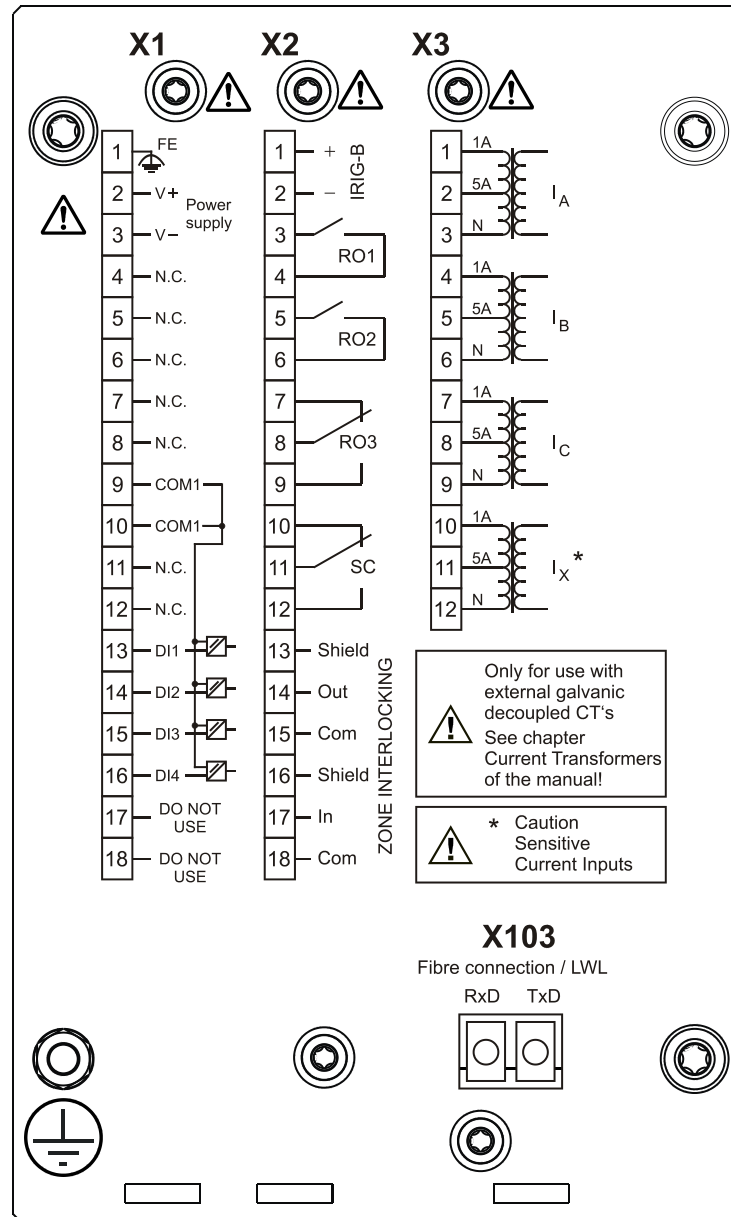 X1 X2 X3
1 FE
2 V+
3 V−
Power
supply
4 N.C.
5 N.C.
6 N.C.
7 N.C.
8 N.C.
9 COM1
10 COM1
11 N.C.
12 N.C.
13 DI1
14 DI2
15 DI3
16 DI4
17 DO NOT
USE
18 DO NOT
USE
1 +
2 −
IRIG-B
3
4
RO1
5
6
RO2
7
8
9
RO3
10
11
12
SC
13 Shield
14 Out
15 Com
16 Shield
17 In
18 Com
ZONE INTERLOCKING
1 1A
2 5A
3 N
IA
4 1A
5 5A
6 N
IB
7 1A
8 5A
9 N
IC
10 1A
11 5A
12 N
IX*
Only for use with
external galvanic
decoupled CT‘s
See chapter
Current Transformers
of the manual!
* Caution
Sensitive
Current Inputs
X103
Fibre connection / LWL
RxD TxD